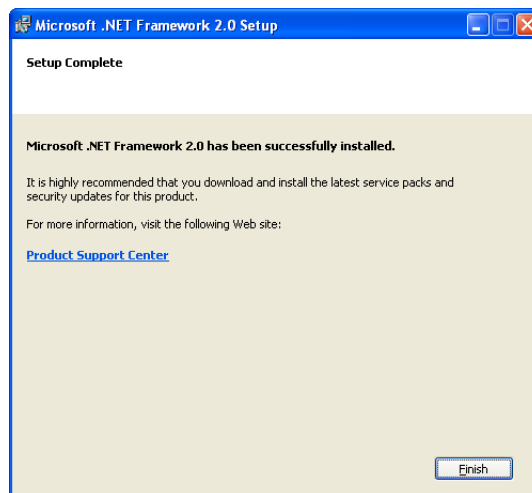 Microsoft .NET Framework 2.0 Setup
Setup Complete
Microsoft .NET Framework 2.0 has been successfully installed.
It is highly recommended that you download and install the latest service packs and
security updates for this product.
For more information, visit the following Web site:
Product Support Center
Finish